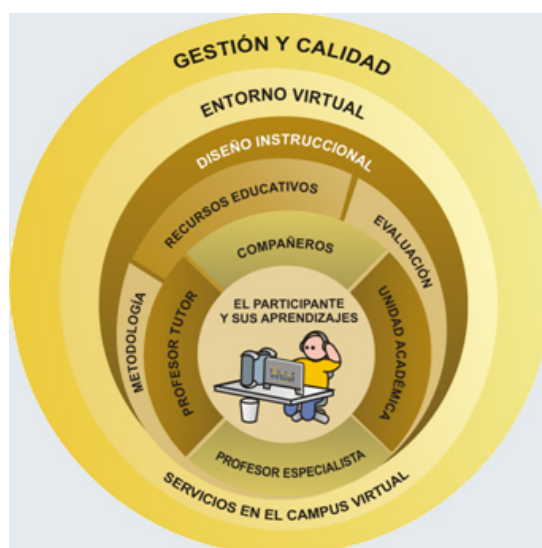 GESTIÓN Y CALIDAD
ENTORNO VIRTUAL
DISEÑO INSTRUCCIONAL
RECURSOS EDUCATIVOS
EVALUACIÓN
METODOLOGÍA
COMPAÑEROS
PROFESOR TUTOR
UNIDAD ACADÉMICA
EL PARTICIPANTE
Y SUS APRENDIZAJES
PROFESOR ESPECIALISTA
SERVICIOS EN EL CAMPUS VIRTUAL